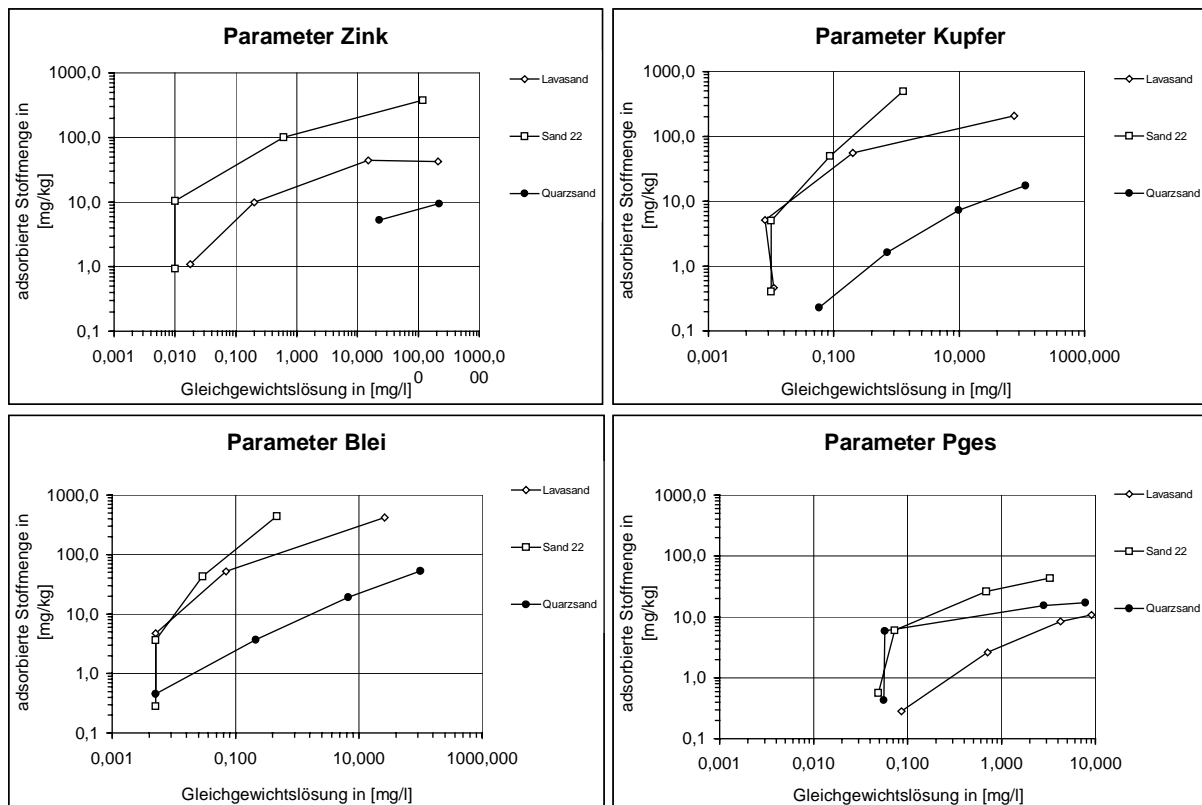 Parameter Zink
adsorbierte Stoffmenge in
[mg/kg]
1000,0
100,0
10,0
1,0
0,1
0,001 0,010 0,100 1,000 10,000 100,00 1000,0
0 00
Gleichgewichtslösung in [mg/l]
Lavasand
Sand 22
Quarzsand
Parameter Kupfer
adsorbierte Stoffmenge in
[mg/kg]
1000,0
100,0
10,0
1,0
0,1
0,001 0,100 10,000 1000,000
Gleichgewichtslösung in [mg/l]
Lavasand
Sand 22
Quarzsand
Parameter Blei
adsorbierte Stoffmenge in
[mg/kg]
1000,0
100,0
10,0
1,0
0,1
0,001 0,100 10,000 1000,000
Gleichgewichtslösung in [mg/l]
Lavasand
Sand 22
Quarzsand
Parameter Pges
adsorbierte Stoffmenge in
[mg/kg]
1000,0
100,0
10,0
1,0
0,1
0,001 0,010 0,100 1,000 10,000
Gleichgewichtslösung in [mg/l]
Lavasand
Sand 22
Quarzsand